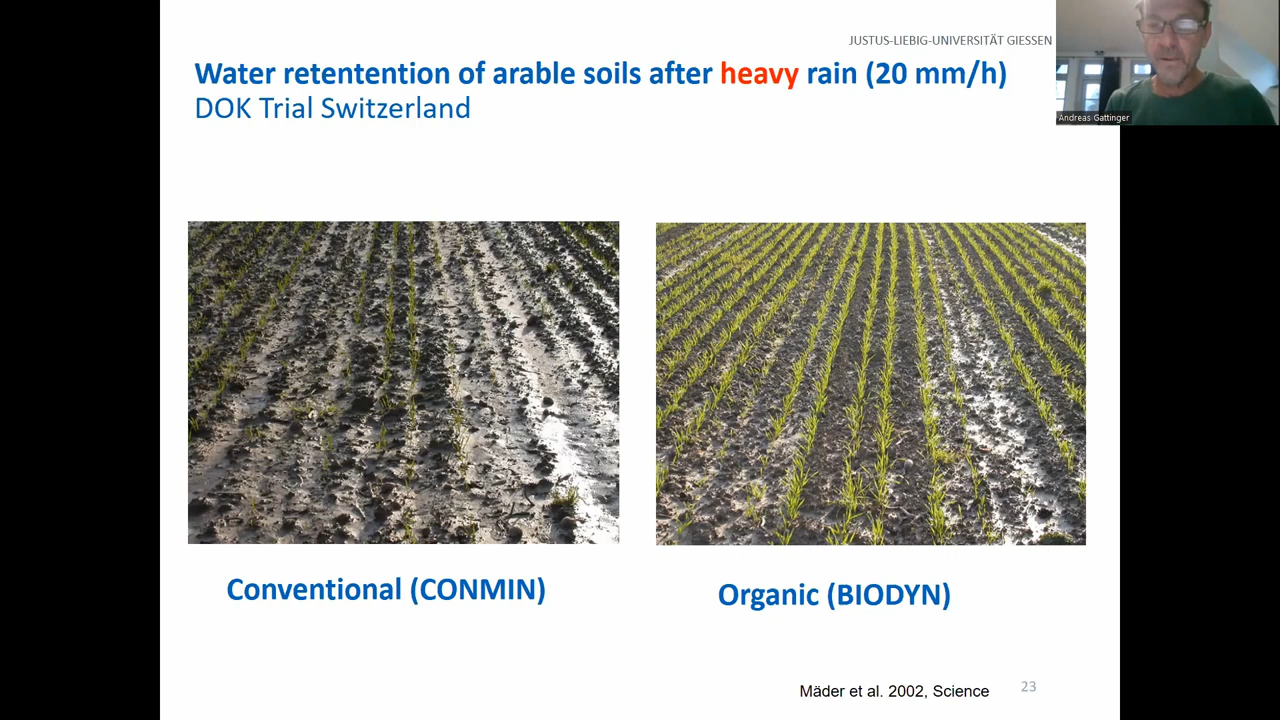 JUSTUS-LIEBIG-UNIVERSITÄT GIESSEN
Water retentention of arable soils after heavy rain (20 mm/h)
DOK Trial Switzerland
Andreas Gattinger
Conventional (CONMIN)
Organic (BIODYN)
Mäder et al. 2002, Science
23